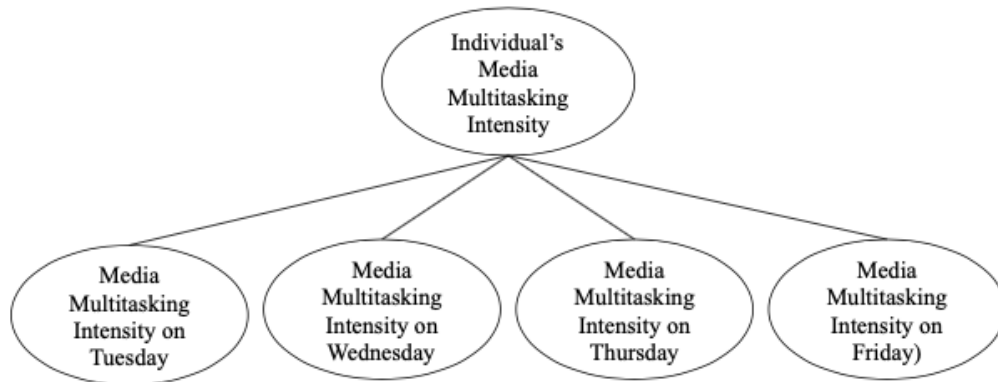 Individual's
Media
Multitasking
Intensity
Media
Multitasking
Intensity on
Tuesday
Media
Multitasking
Intensity on
Wednesday
Media
Multitasking
Intensity on
Thursday
Media
Multitasking
Intensity on
Friday)